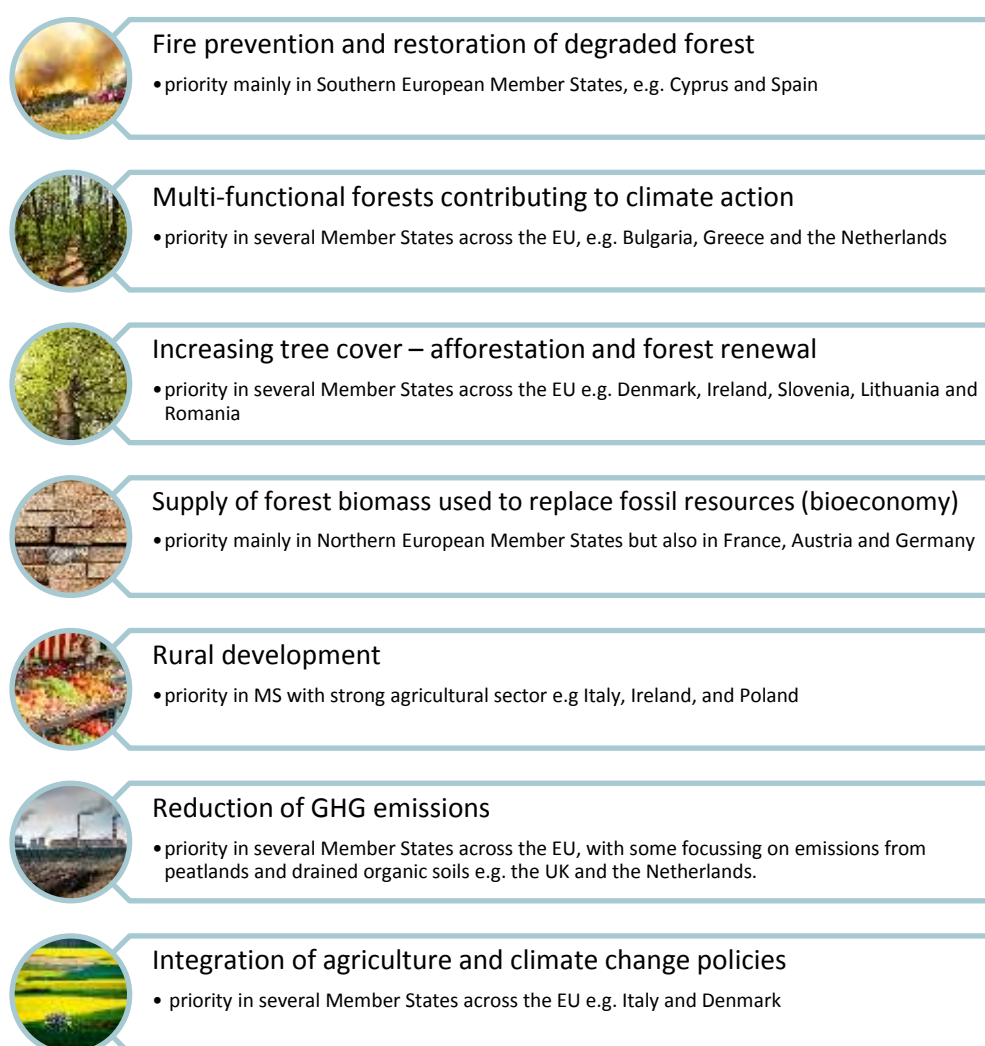 Fire prevention and restoration of degraded forest
•priority mainly in Southern European Member States, e.g. Cyprus and Spain
Multi-functional forests contributing to climate action
•priority in several Member States across the EU, e.g. Bulgaria, Greece and the Netherlands
Increasing tree cover – afforestation and forest renewal
•priority in several Member States across the EU e.g. Denmark, Ireland, Slovenia, Lithuania and
Romania
Supply of forest biomass used to replace fossil resources (bioeconomy)
•priority mainly in Northern European Member States but also in France, Austria and Germany
Rural development
•priority in MS with strong agricultural sector e.g Italy, Ireland, and Poland
Reduction of GHG emissions
•priority in several Member States across the EU, with some focussing on emissions from
peatlands and drained organic soils e.g. the UK and the Netherlands.
Integration of agriculture and climate change policies
• priority in several Member States across the EU e.g. Italy and Denmark